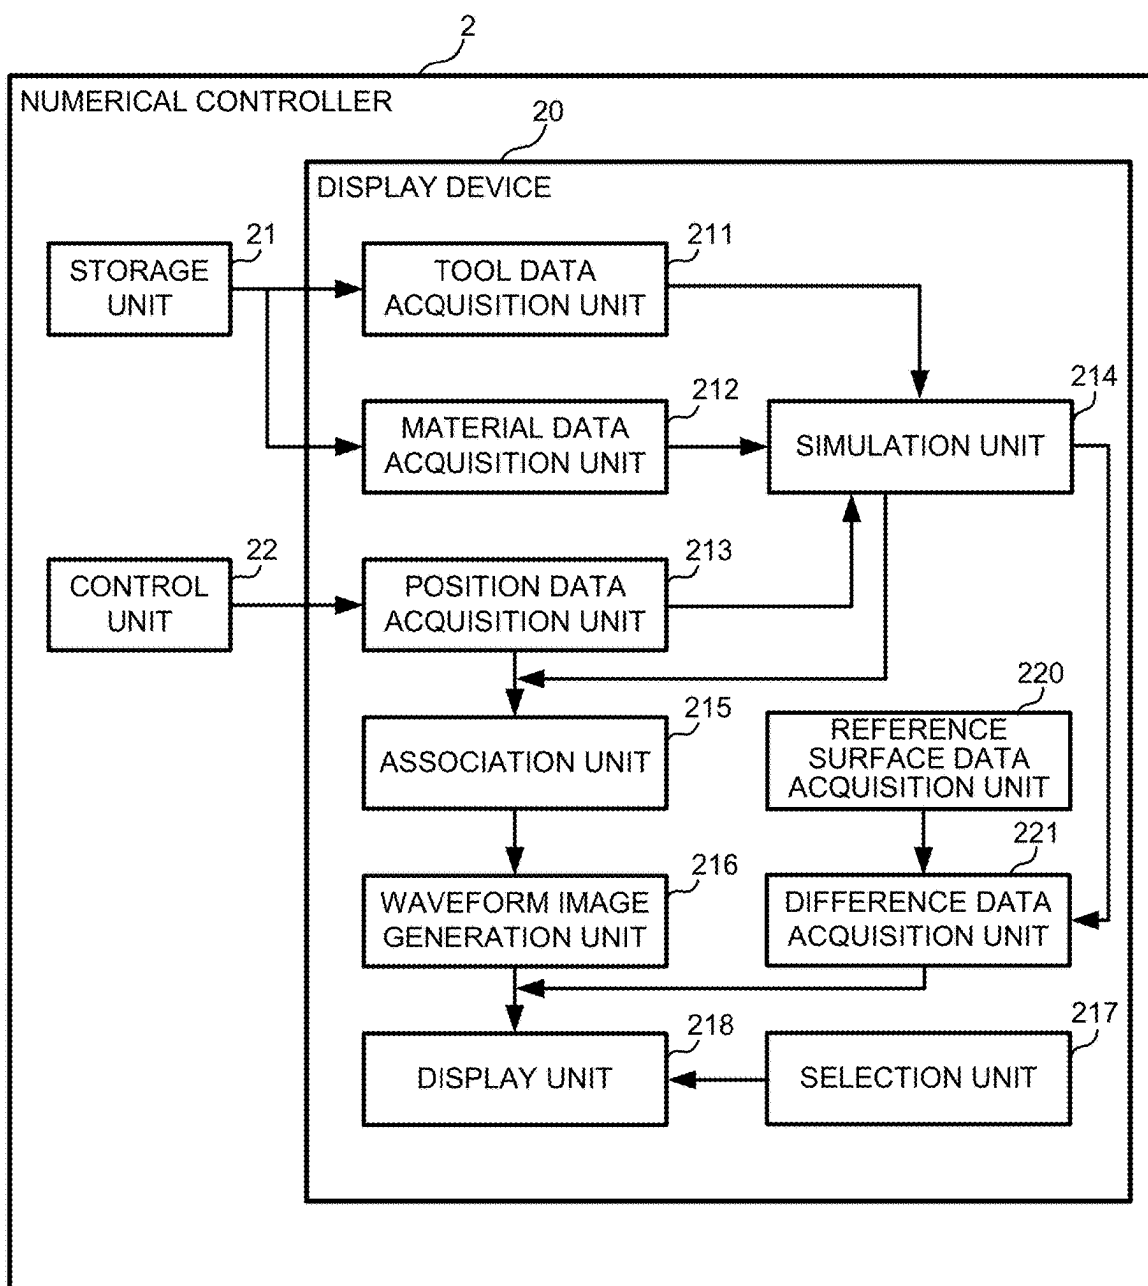 2
NUMERICAL CONTROLLER
20
DISPLAY DEVICE
21
STORAGE
UNIT
211
TOOL DATA
ACQUISITION UNIT
212
MATERIAL DATA
ACQUISITION UNIT
214
SIMULATION UNIT
22
CONTROL
UNIT
213
POSITION DATA
ACQUISITION UNIT
215
ASSOCIATION UNIT
220
REFERENCE
SURFACE DATA
ACQUISITION UNIT
216
WAVEFORM IMAGE
GENERATION UNIT
221
DIFFERENCE DATA
ACQUISITION UNIT
218
DISPLAY UNIT
217
SELECTION UNIT